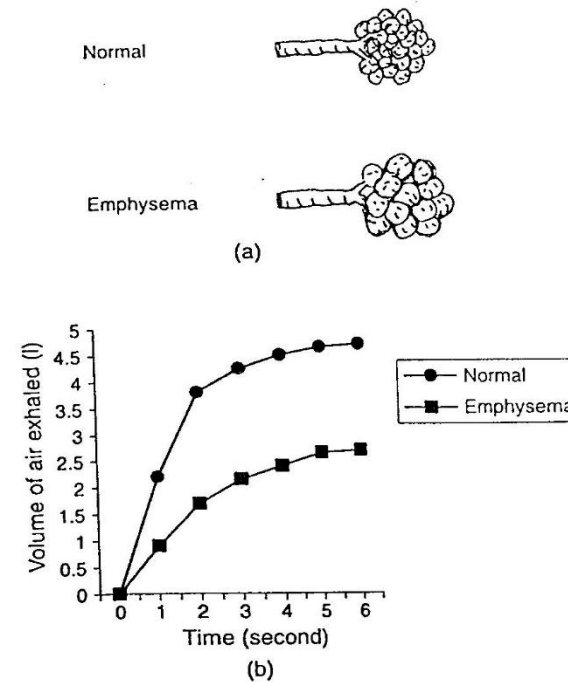 Normal
Emphysema
(a)
Volume of air exhaled (l)
5
4.5
4
3.5
3
2.5
2
1.5
1
0.5
0
0 1 2 3 4 5 6
Time (second)
Normal
Emphysema
(b)